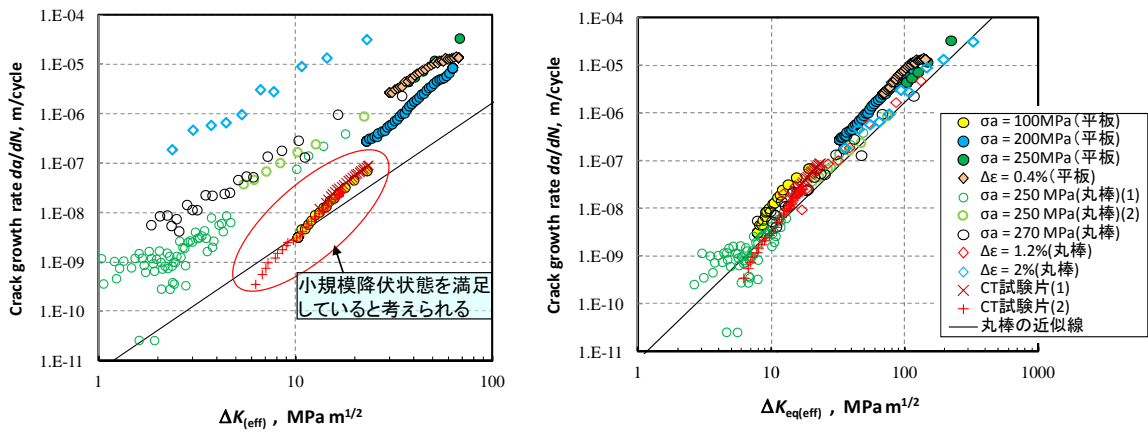 1.E-04
1.E-05
1.E-06
1.E-07
1.E-08
1.E-09
1.E-10
1.E-11
Crack growth rate da/dN, m/cycle
1
10
100
ΔK(eff) , MPa m1/2
小規模降伏状態を満足
していると考えられる
1.E-04
1.E-05
1.E-06
1.E-07
1.E-08
1.E-09
1.E-10
1.E-11
Crack growth rate da/dN, m/cycle
1
10
100
1000
ΔKeq(eff) , MPa m1/2
σa = 100MPa(平板)
σa = 200MPa(平板)
σa = 250MPa(平板)
Δε = 0.4%(平板)
σa = 250 MPa(丸棒)(1)
σa = 250 MPa(丸棒)(2)
σa = 270 MPa(丸棒)
Δε = 1.2%(丸棒)
Δε = 2%(丸棒)
CT試験片(1)
CT試験片(2)
丸棒の近似線